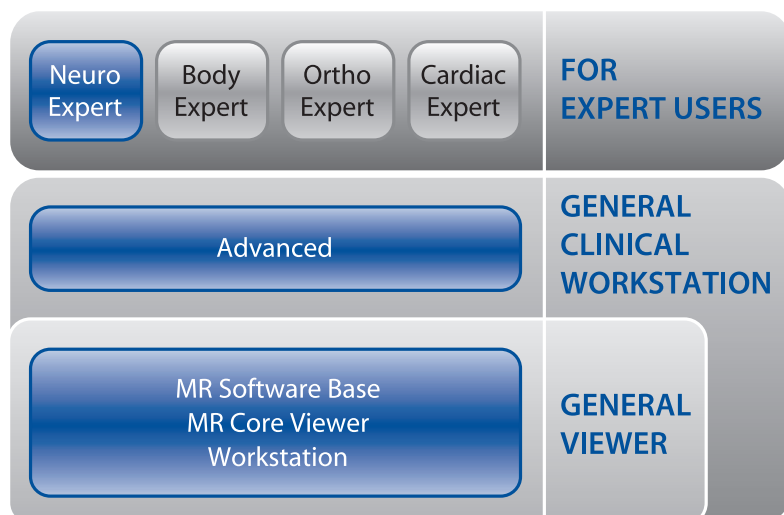 Neuro
Expert
Body
Expert
Ortho
Expert
Cardiac
Expert
FOR
EXPERT USERS
Advanced
GENERAL
CLINICAL
WORKSTATION
MR Software Base
MR Core Viewer
Workstation
GENERAL
VIEWER